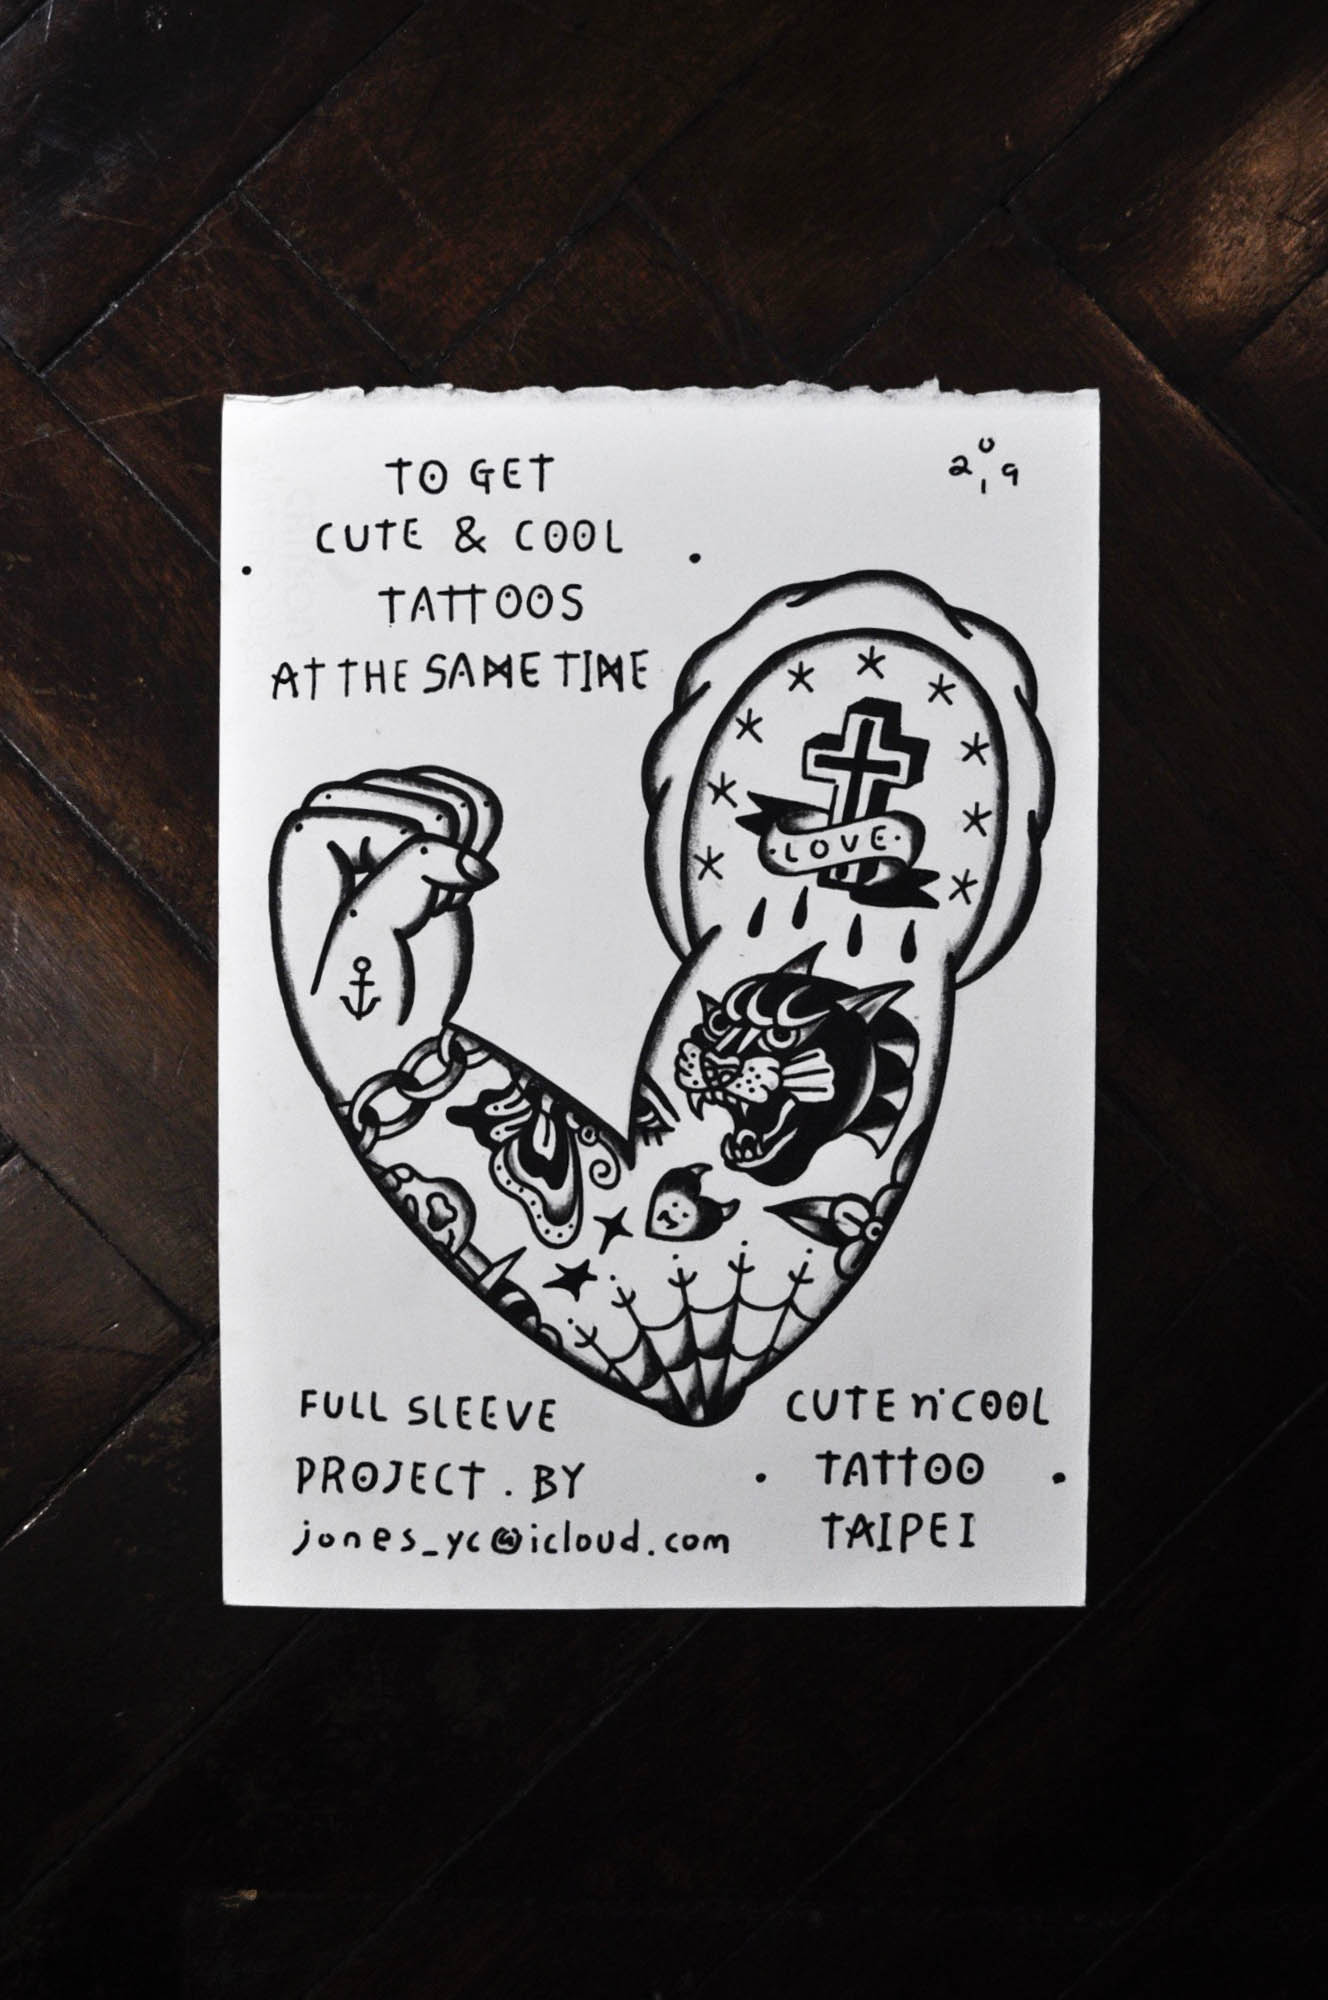 TO GET
CUTE & COOL
TATTOOS
AT THE SAME TIME
2019
LOVE
FULL SLEEVE
PROJECT . BY
jones_yc@icloud.com
CUTE n' COOL
TATTOO
TAIPEI